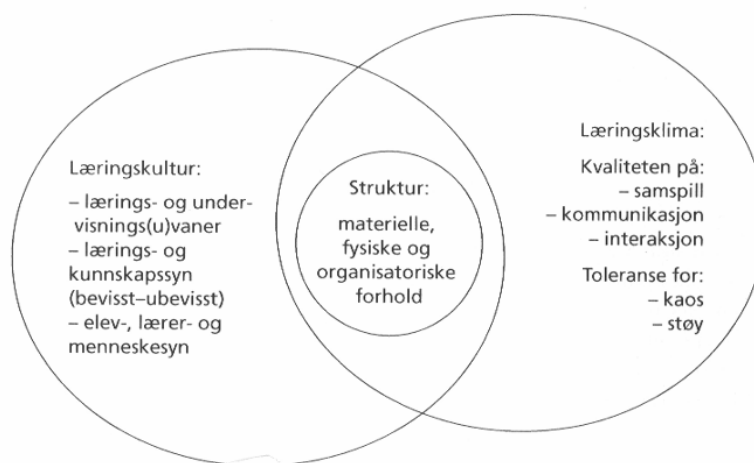 Læringskultur:
– lærings- og under-
visnings(u)vaner
– lærings- og
kunnskapssyn
(bevisst–ubevisst)
– elev-, lærer- og
menneskesyn
Struktur:
materielle,
fysiske og
organisatoriske
forhold
Læringsklima:
Kvaliteten på:
– samspill
– kommunikasjon
– interaksjon
Toleranse for:
– kaos
– støy